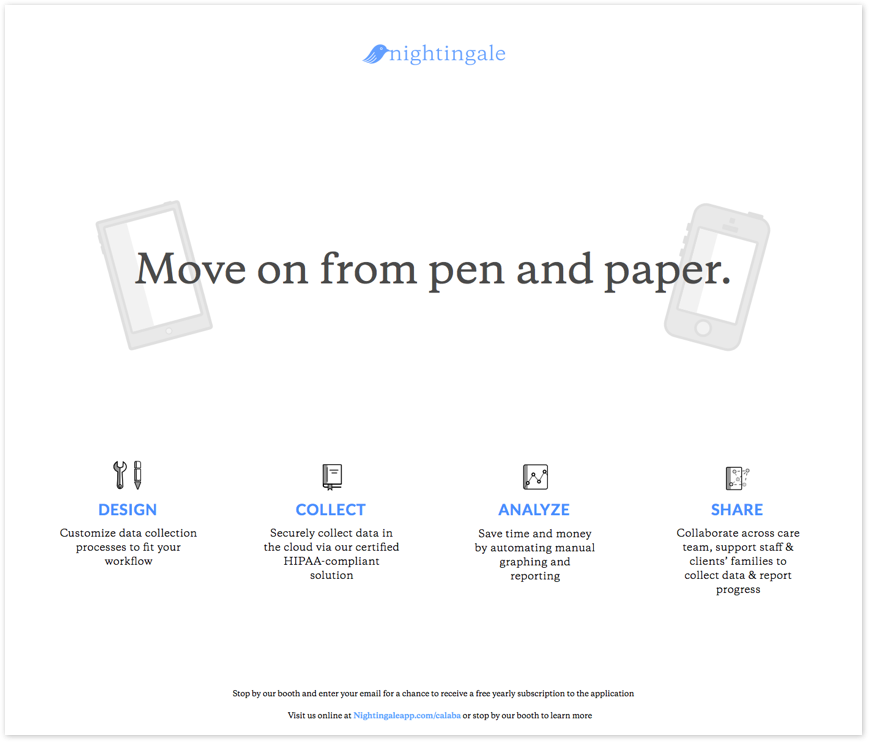 nightingale
Move on from pen and paper.
DESIGN
Customize data collection
processes to fit your
workflow
COLLECT
Securely collect data in
the cloud via our certified
HIPAA-compliant
solution
ANALYZE
Save time and money
by automating manual
graphing and
reporting
SHARE
Collaborate across care
team, support staff &
clients’ families to
collect data & report
progress
Stop by our booth and enter your email for a chance to receive a free yearly subscription to the application
Visit us online at Nightingaleapp.com/calaba or stop by our booth to learn more